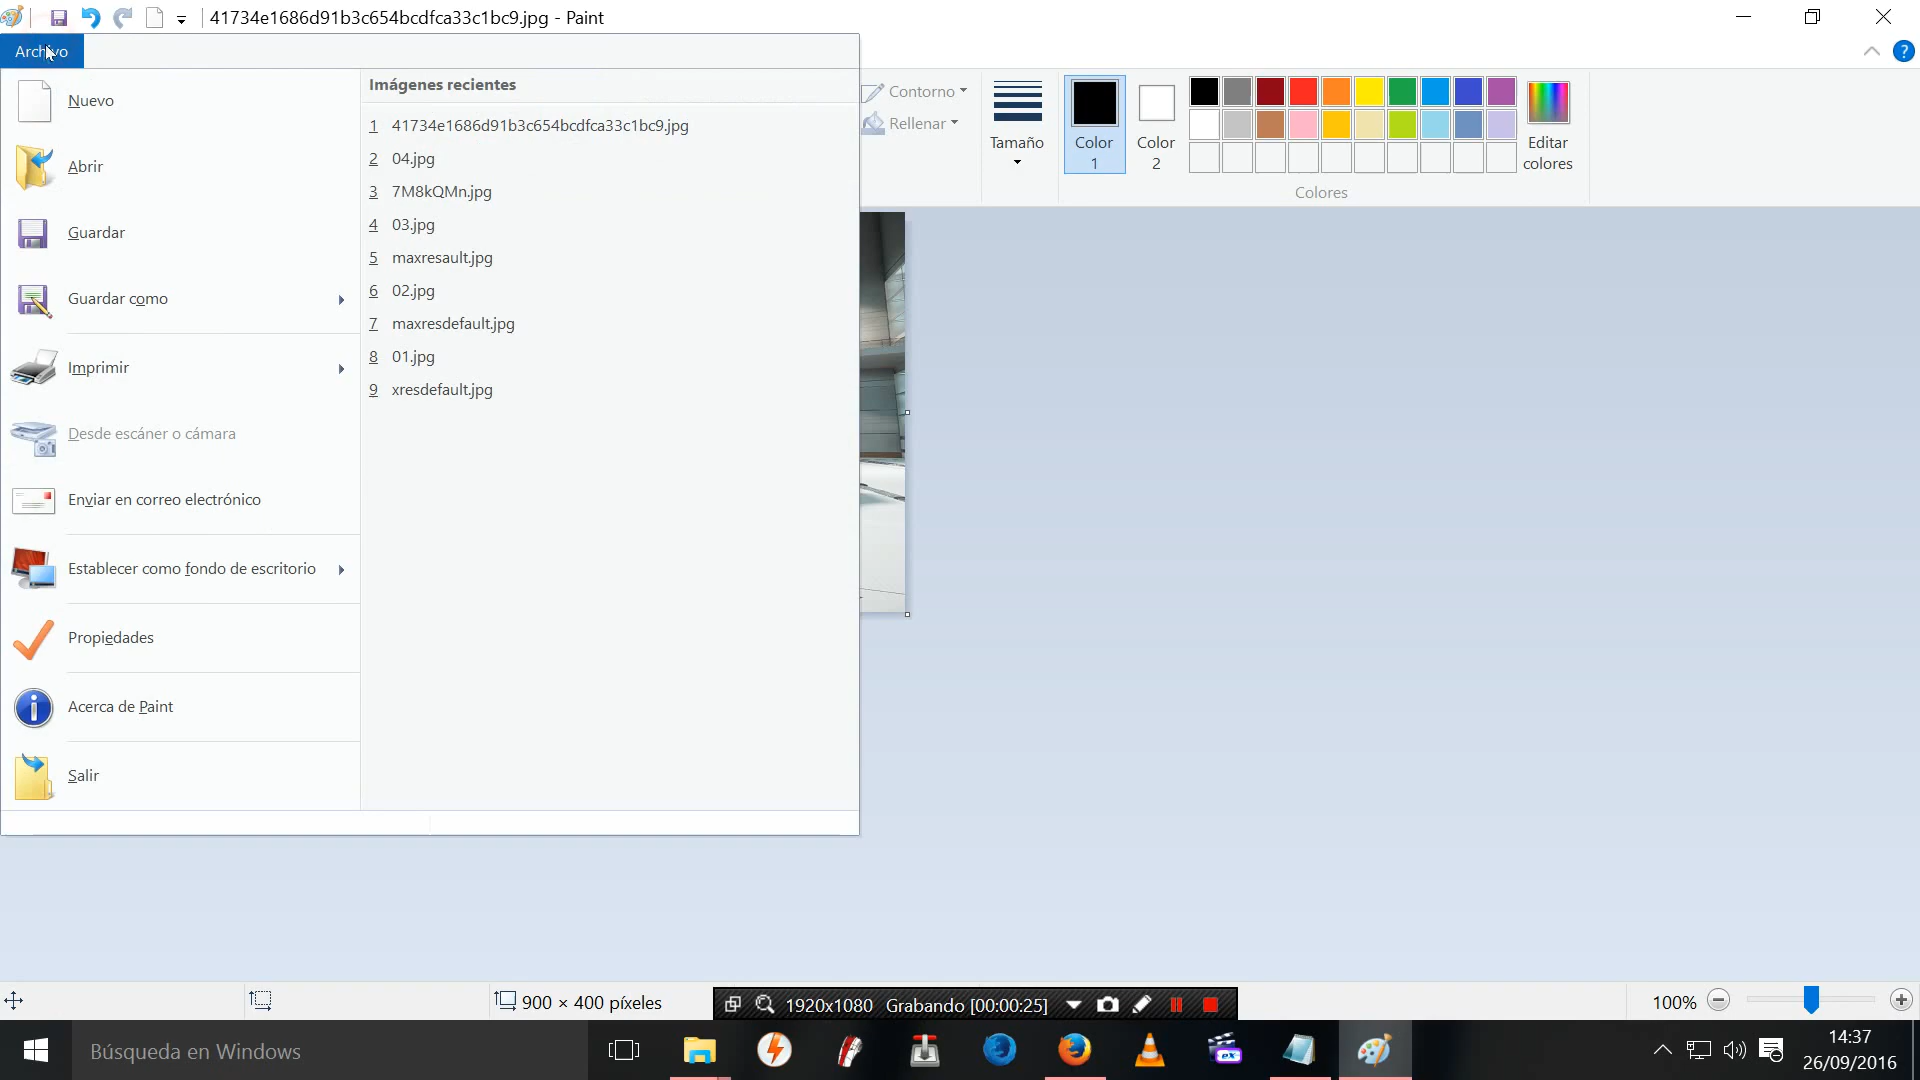 41734e1686d91b3c654bcdfca33c1bc9.jpg - Paint
Archivo
Nuevo
Abrir
Guardar
Guardar como
Imprimir
Desde escáner o cámara
Enviar en correo electrónico
Establecer como fondo de escritorio
Propiedades
Acerca de Paint
Salir
Imágenes recientes
1 41734e1686d91b3c654bcdfca33c1bc9.jpg
2 04.jpg
3 7M8kQMn.jpg
4 03.jpg
5 maxresault.jpg
6 02.jpg
7 maxresdefault.jpg
8 01.jpg
9 xresdefault.jpg
Contorno
Rellenar
Tamaño
Color
1
Color
2
Editar
colores
Colores
900 × 400 píxeles
1920x1080 Grabando [00:00:25]
100%
Búsqueda en Windows
ex
14:37
26/09/2016